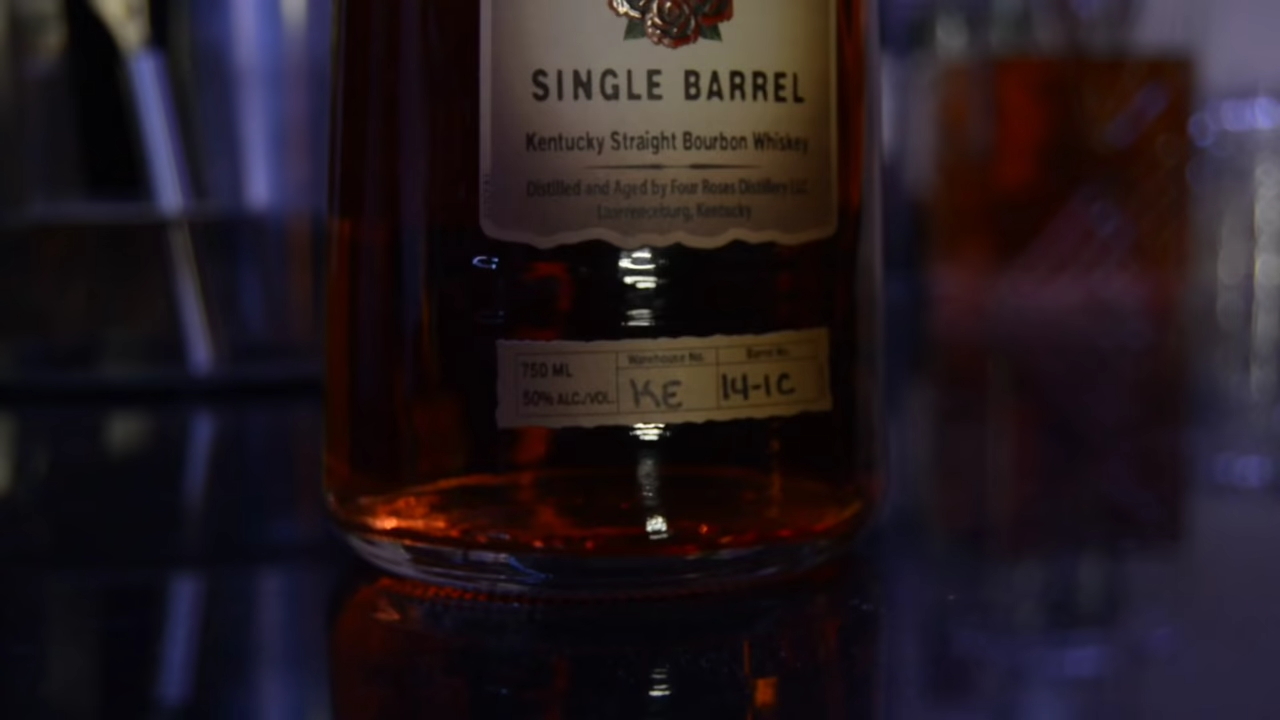 SINGLE BARREL
Kentucky Straight Bourbon Whiskey
Distilled and Aged by Four Roses Distillery LLC
Lawrenceburg, Kentucky
750 ML
50% ALC./VOL.
Warehouse No.
KE
Barrel No.
14-1C